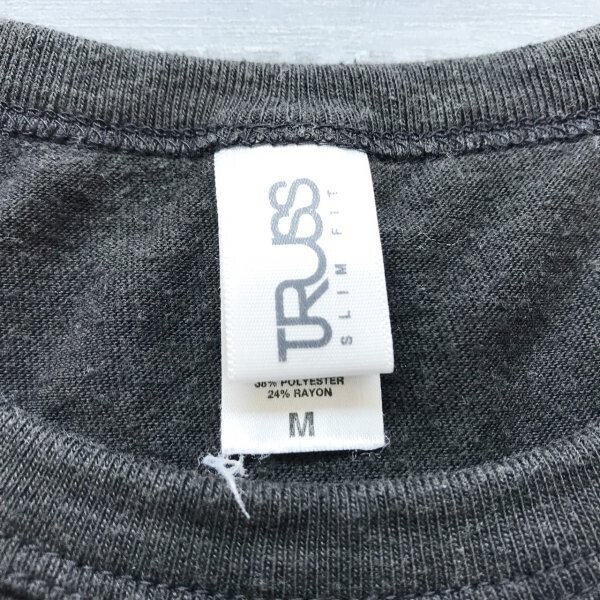 TRUSS
SLIM FIT
38% POLYESTER
24% RAYON
M